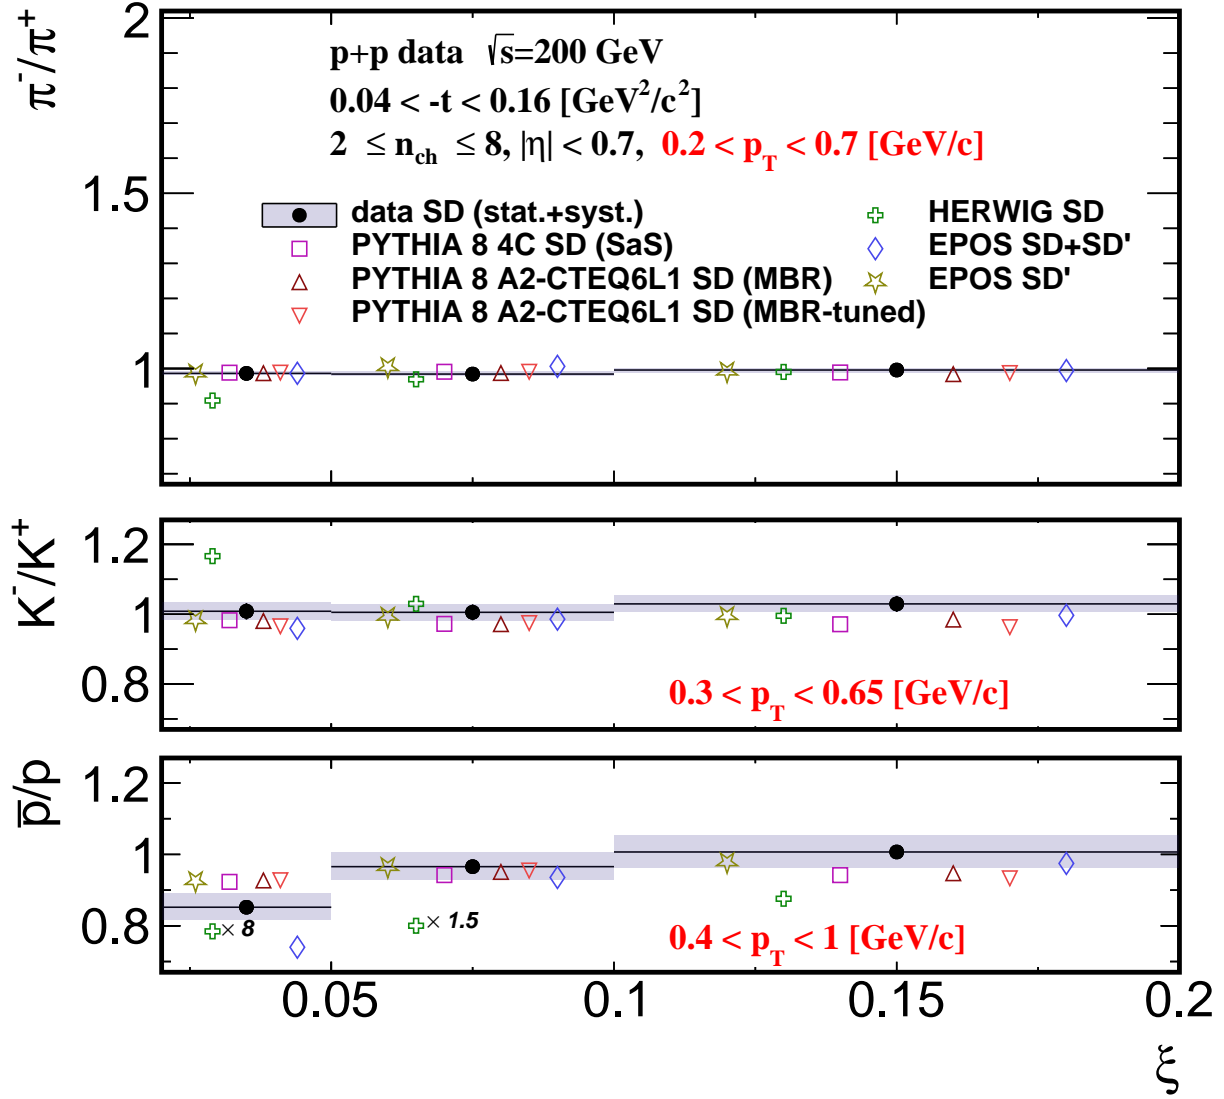 π⁻/π⁺
2
p+p data √s=200 GeV
0.04 < -t < 0.16 [GeV²/c²]
2 ≤ n_ch ≤ 8, |η| < 0.7, 0.2 < p_T < 0.7 [GeV/c]
1.5
data SD (stat.+syst.)
HERWIG SD
PYTHIA 8 4C SD (SaS)
EPOS SD+SD'
PYTHIA 8 A2-CTEQ6L1 SD (MBR)
EPOS SD'
PYTHIA 8 A2-CTEQ6L1 SD (MBR-tuned)
1
K⁻/K⁺
1.2
1
0.8
0.3 < p_T < 0.65 [GeV/c]
p̅/p
1.2
1
0.8
× 8
× 1.5
0.4 < p_T < 1 [GeV/c]
0.05 0.1 0.15 0.2
ξ